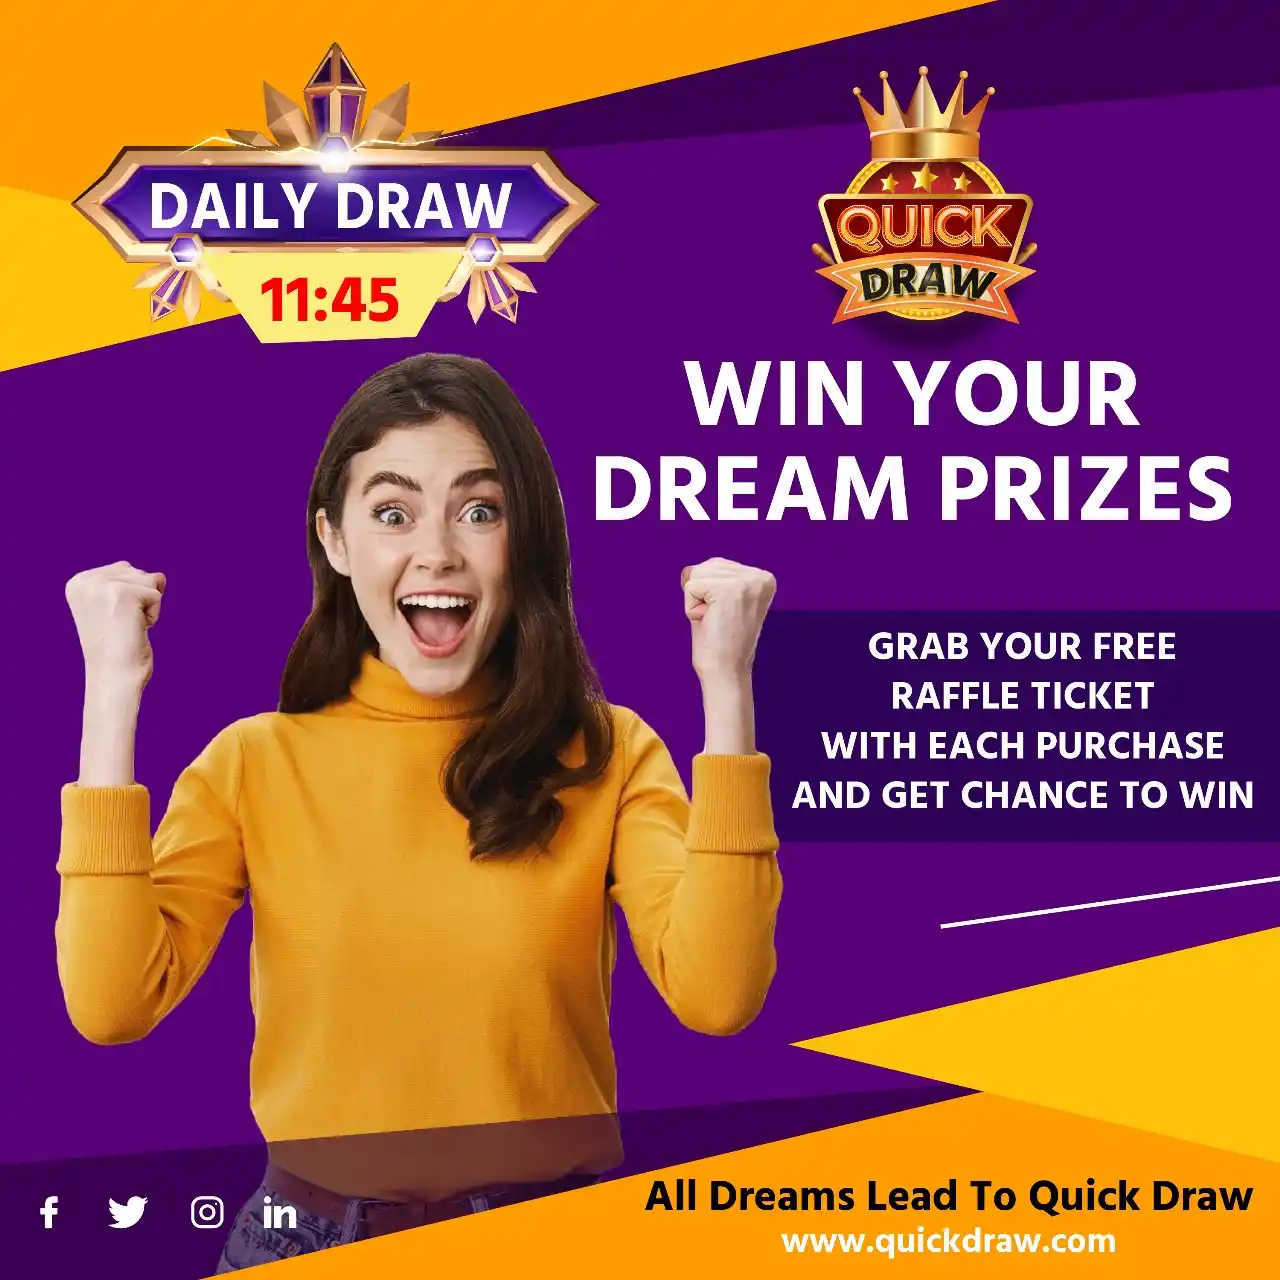 DAILY DRAW
11:45
QUICK
DRAW
WIN YOUR
DREAM PRIZES
GRAB YOUR FREE
RAFFLE TICKET
WITH EACH PURCHASE
AND GET CHANCE TO WIN
All Dreams Lead To Quick Draw
www.quickdraw.com